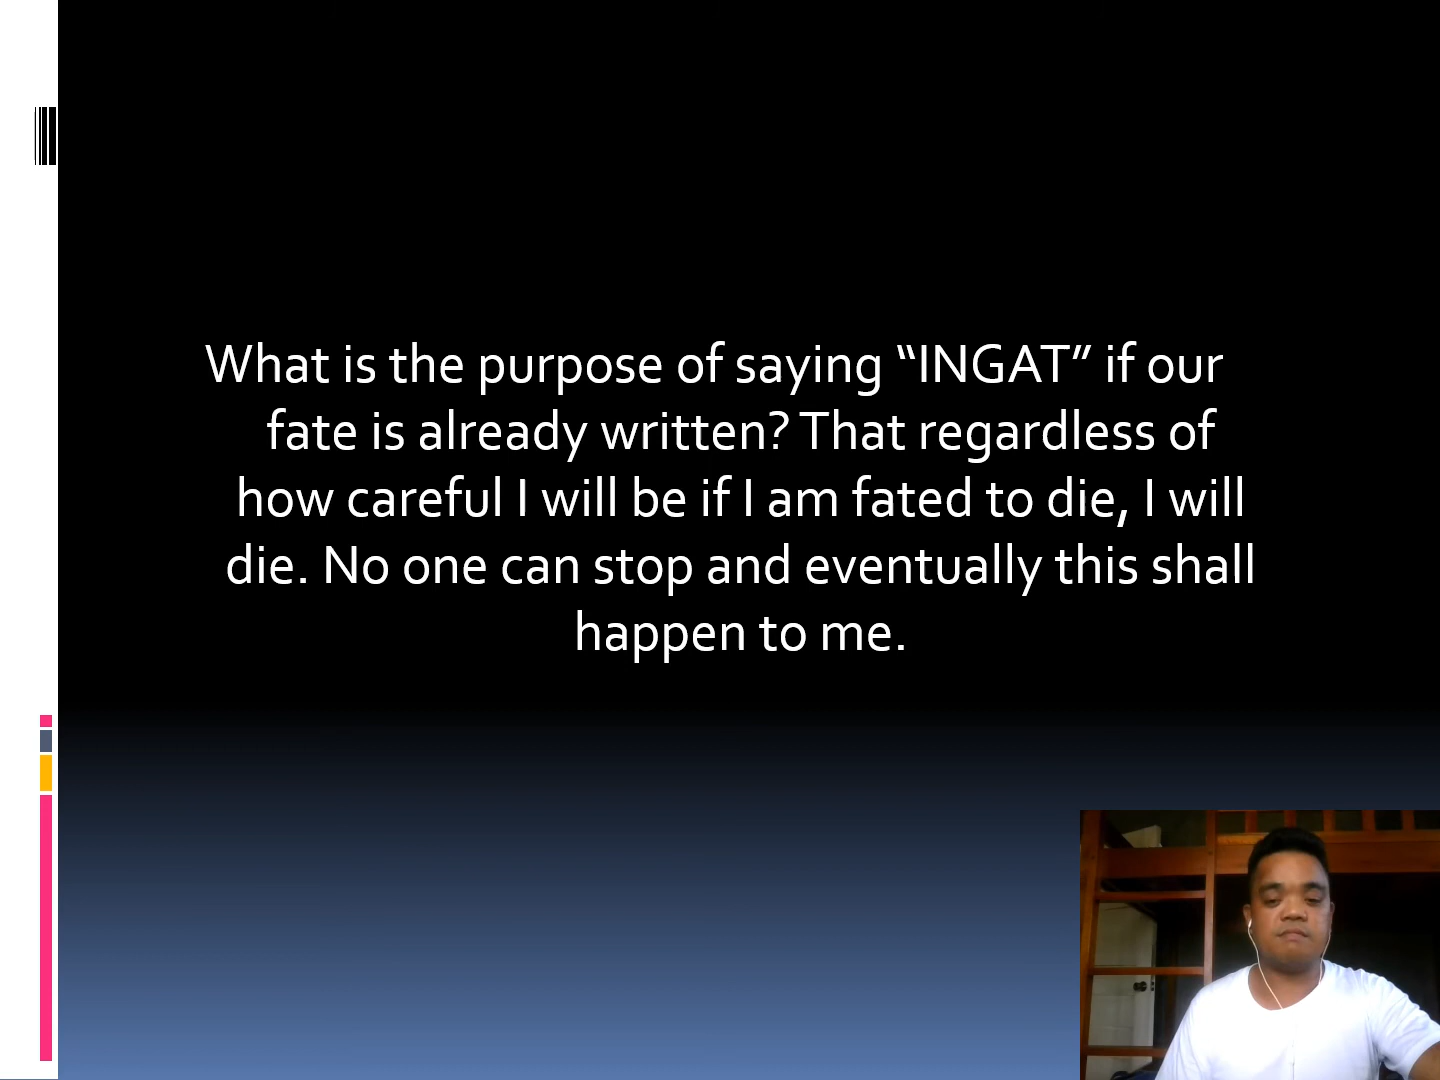 What is the purpose of saying “INGAT” if our
fate is already written? That regardless of
how careful I will be if I am fated to die, I will
die. No one can stop and eventually this shall
happen to me.